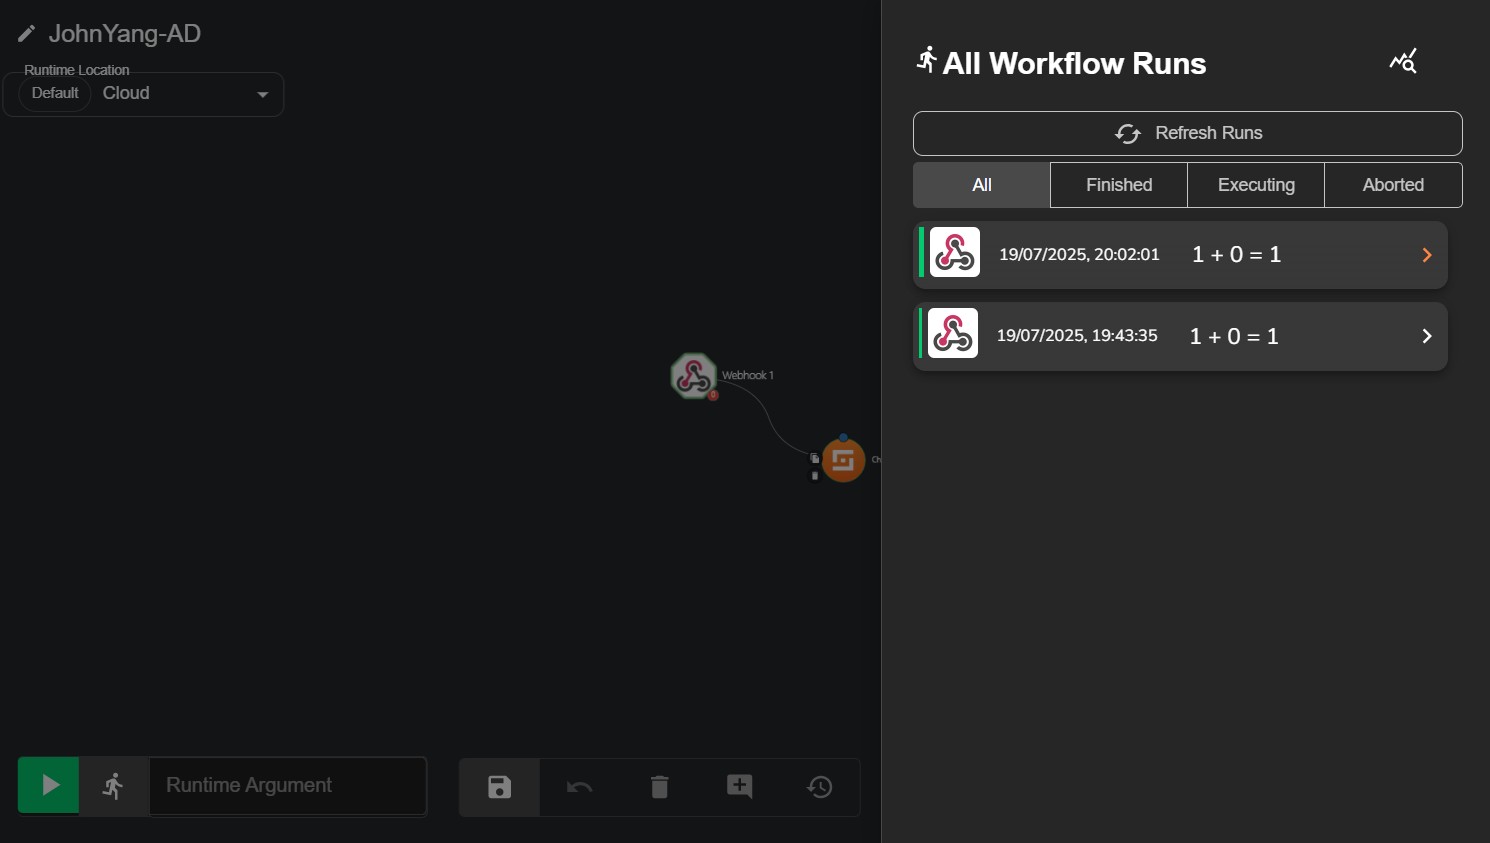 JohnYang-AD
Runtime Location
Default Cloud
Webhook 1
Ch
Runtime Argument
All Workflow Runs
Refresh Runs
All Finished Executing Aborted
19/07/2025, 20:02:01 1 + 0 = 1
19/07/2025, 19:43:35 1 + 0 = 1